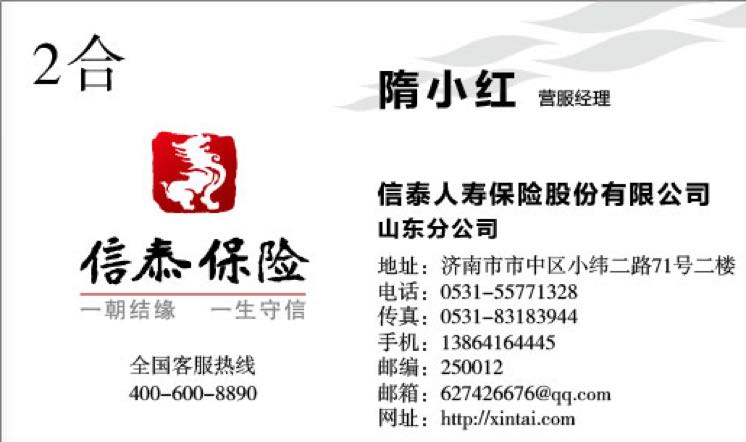 2合
隋小红 营服经理
信泰保险
一朝结缘 一生守信
全国客服热线
400-600-8890
信泰人寿保险股份有限公司
山东分公司
地址：济南市市中区小纬二路71号二楼
电话：0531-55771328
传真：0531-83183944
手机：13864164445
邮编：250012
邮箱：627426676@qq.com
网址：http://xintai.com